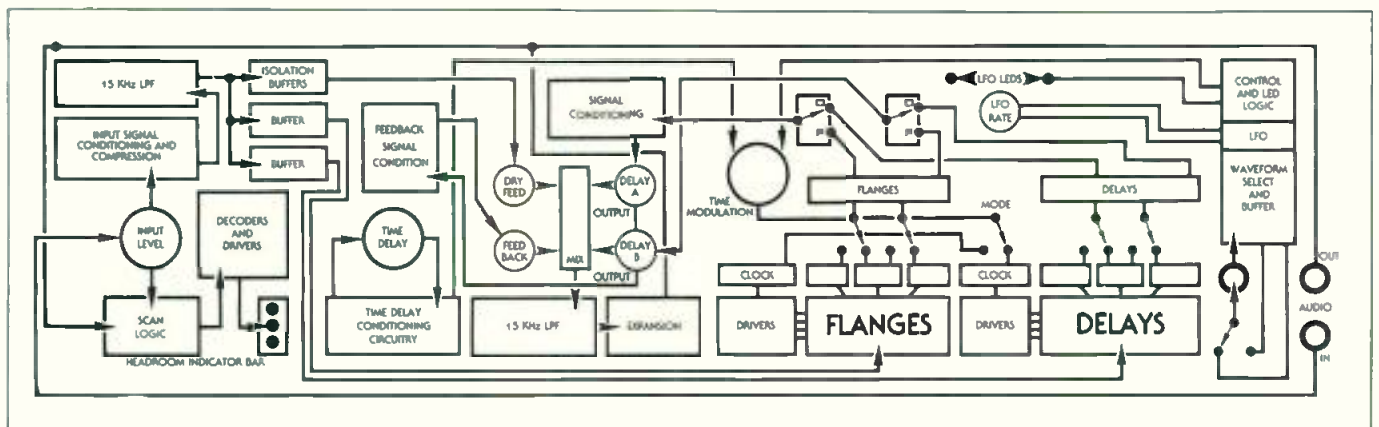 15 KHz LPF
ISOLATION
BUFFERS
BUFFER
BUFFER
INPUT SIGNAL
CONDITIONING AND
COMPRESSION
INPUT
LEVEL
DECODERS
AND
DRIVERS
SCAN
LOGIC
HEADROOM INDICATOR BAR
FEEDBACK
SIGNAL
CONDITION
TIME
DELAY
TIME DELAY
CONDITIONING
CIRCUITRY
SIGNAL
CONDITIONING
DRY
FEED
FEED
BACK
MIX
DELAY
A
OUTPUT
DELAY
B
OUTPUT
15 KHz LPF
EXPANSION
TIME
MODULATION
FLANGES
DELAYS
MODE
CLOCK
DRIVERS
FLANGES
CLOCK
DRIVERS
DELAYS
LFO LEDS
LFO
RATE
CONTROL
AND LED
LOGIC
LFO
WAVEFORM
SELECT
AND
BUFFER
OUT
AUDIO
IN